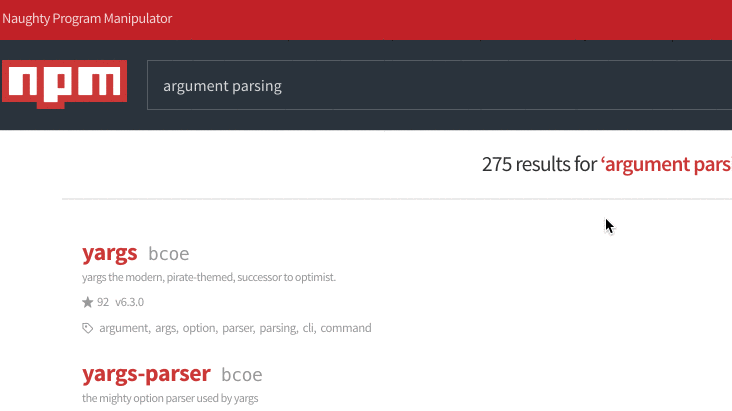 Naughty Program Manipulator
npm
argument parsing
275 results for ‘argument pars
yargs bcoe
yargs the modern, pirate-themed, successor to optimist.
92 v6.3.0
argument, args, option, parser, parsing, cli, command
yargs-parser bcoe
the mighty option parser used by yargs